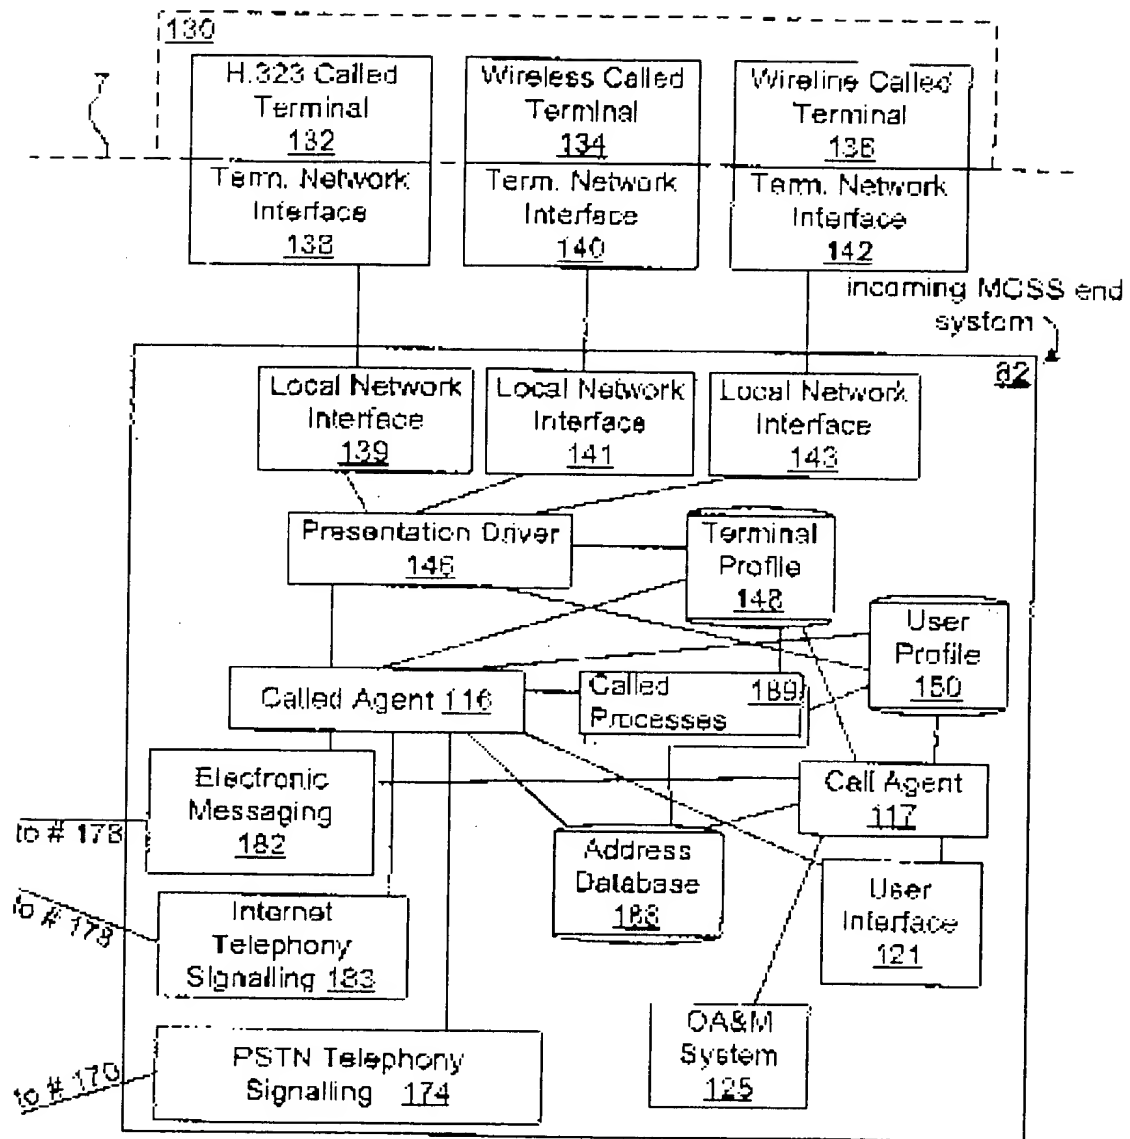 130
H.323 Called
Terminal
132
Wireless Called
Terminal
134
Wireline Called
Terminal
136
Term. Network
Interface
138
Term. Network
Interface
140
Term. Network
Interface
142
incoming MCSS end
system
Local Network
Interface
139
Local Network
Interface
141
Local Network
Interface
143
Presentation Driver
146
Terminal
Profile
148
User
Profile
150
Called Agent 116
Called
Processes
189
Electronic
Messaging
182
Call Agent
117
to # 178
Address
Database
188
User
Interface
121
Internet
Telephony
Signalling 183
to # 178
OA&M
System
125
PSTN Telephony
Signalling 174
to # 170